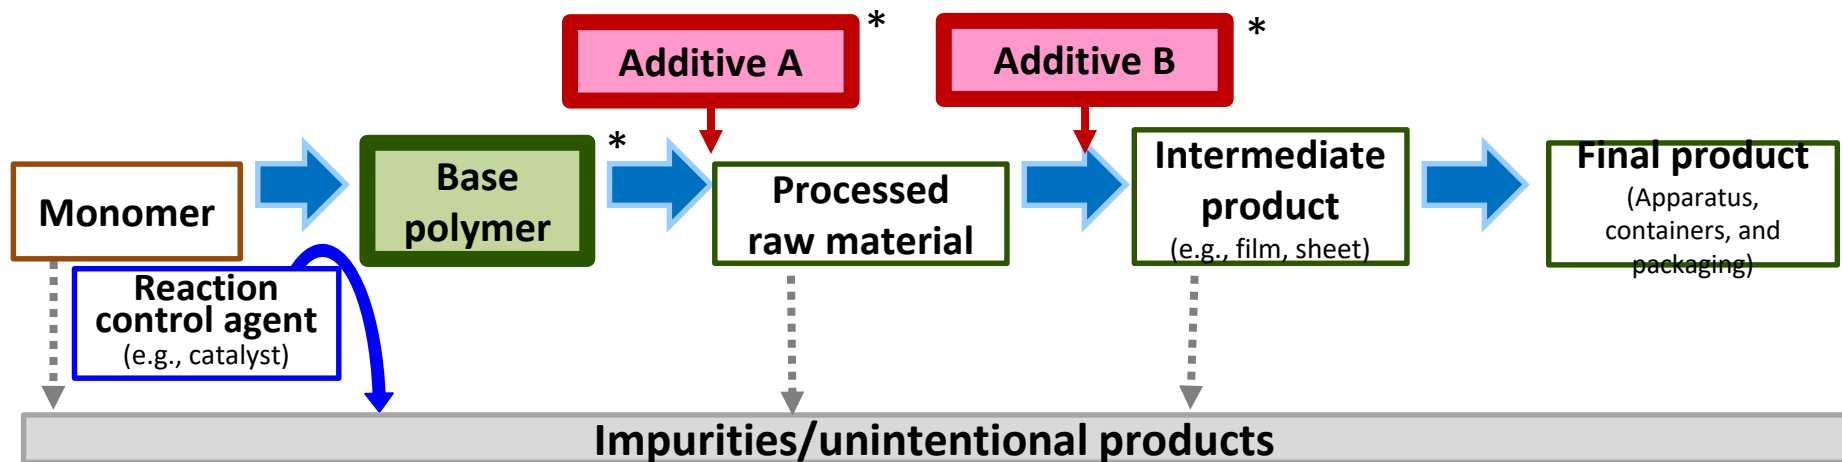 Additive A
*
Additive B
*
Monomer
Base
polymer
*
Processed
raw material
Intermediate
product
(e.g., film, sheet)
Final product
(Apparatus,
containers, and
packaging)
Reaction
control agent
(e.g., catalyst)
Impurities/unintentional products